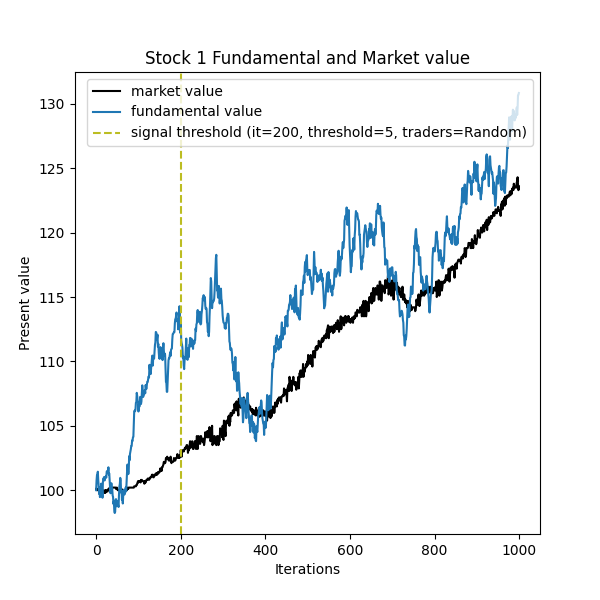 Stock 1 Fundamental and Market value
market value
fundamental value
signal threshold (it=200, threshold=5, traders=Random)
Present value
130
125
120
115
110
105
100
0 200 400 600 800 1000
Iterations